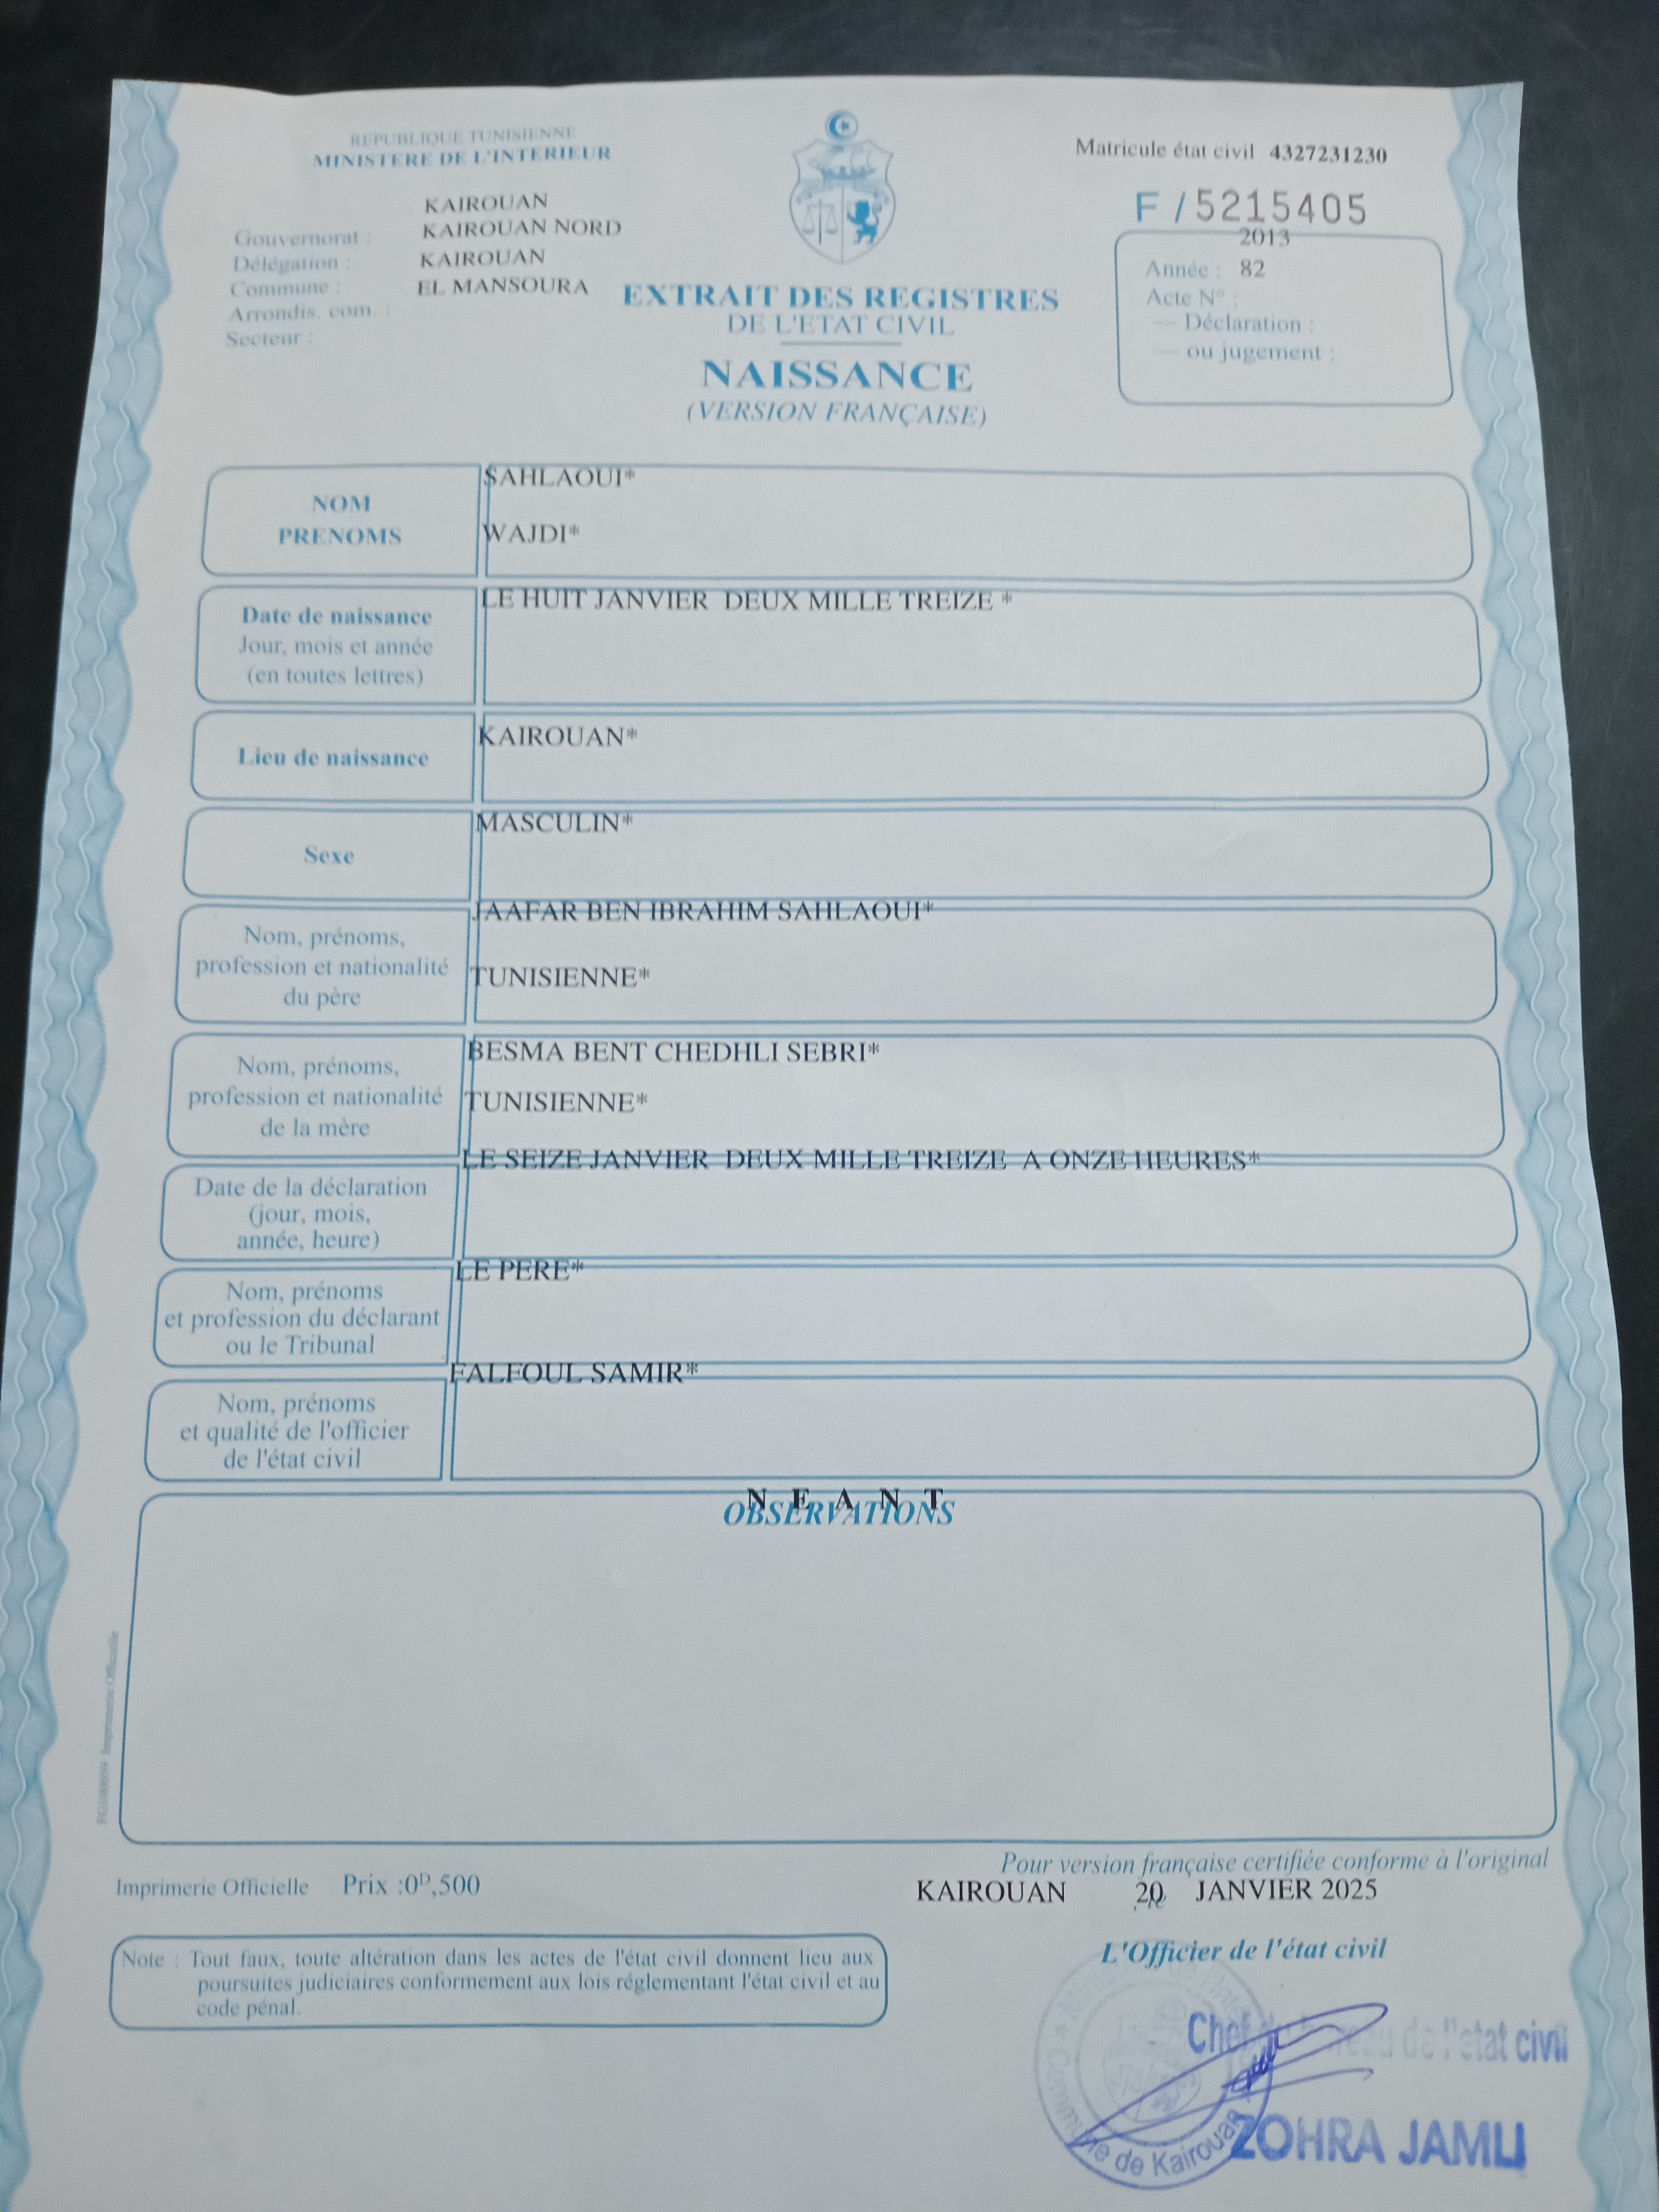 REPUBLIQUE TUNISIENNE
MINISTERE DE L'INTERIEUR
Matricule état civil 4327231230
F / 5215405
KAIROUAN
KAIROUAN NORD
KAIROUAN
EL MANSOURA
Gouvernorat :
Délégation :
Commune :
Arrondis. com. :
Secteur :
EXTRAIT DES REGISTRES
DE L'ETAT CIVIL
NAISSANCE
(VERSION FRANÇAISE)
2013
Année : 82
Acte N° :
— Déclaration :
— ou jugement :
NOM
PRENOMS
SAHLAOUI*
WAJDI*
Date de naissance
Jour, mois et année
(en toutes lettres)
LE HUIT JANVIER DEUX MILLE TREIZE *
Lieu de naissance
KAIROUAN*
Sexe
MASCULIN*
Nom, prénoms,
profession et nationalité
du père
JAAFAR BEN IBRAHIM SAHLAOUI*
TUNISIENNE*
Nom, prénoms,
profession et nationalité
de la mère
BESMA BENT CHEDHLI SEBRI*
TUNISIENNE*
Date de la déclaration
(jour, mois,
année, heure)
LE SEIZE JANVIER DEUX MILLE TREIZE A ONZE HEURES*
Nom, prénoms
et profession du déclarant
ou le Tribunal
LE PERE*
Nom, prénoms
et qualité de l'officier
de l'état civil
FALFOUL SAMIR*
N E A N T
OBSERVATIONS
Imprimerie Officielle
Pour version française certifiée conforme à l'original
Imprimerie Officielle Prix :0ᴰ,500
KAIROUAN 20 JANVIER 2025
Note : Tout faux, toute altération dans les actes de l'état civil donnent lieu aux
poursuites judiciaires conformement aux lois réglementant l'état civil et au
code pénal.
L'Officier de l'état civil
Chef du bureau de l'etat civil
ZOHRA JAMLI
Commune de Kairouan